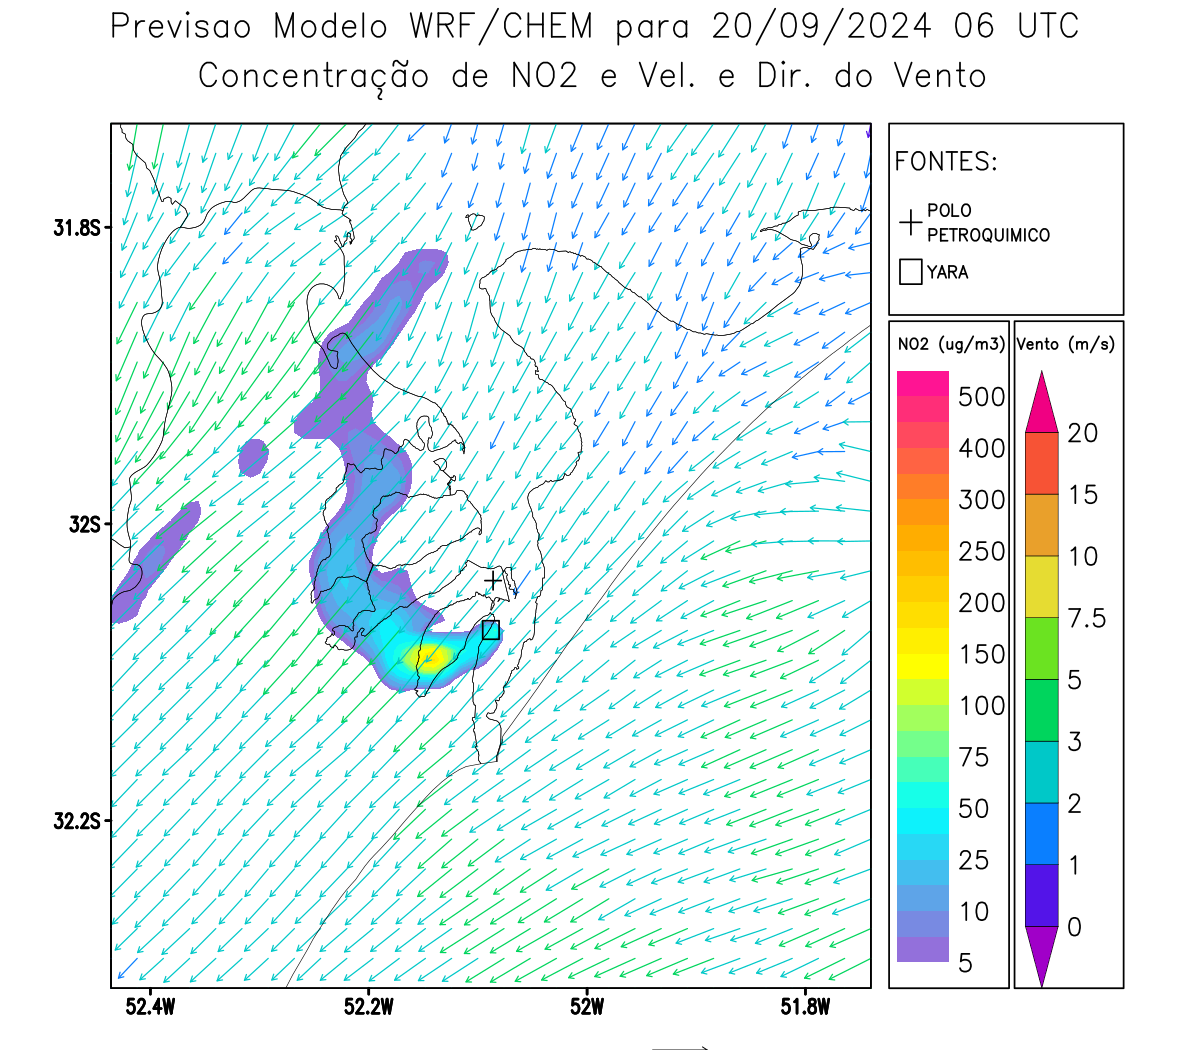 Previsao Modelo WRF/CHEM para 20/09/2024 06 UTC
Concentração de NO2 e Vel. e Dir. do Vento
FONTES:
POLO
PETROQUIMICO
YARA
31.8S
32S
32.2S
52.4W
52.2W
52W
51.8W
NO2 (ug/m3)
500
400
300
250
200
150
100
75
50
25
10
5
Vento (m/s)
20
15
10
7.5
5
3
2
1
0